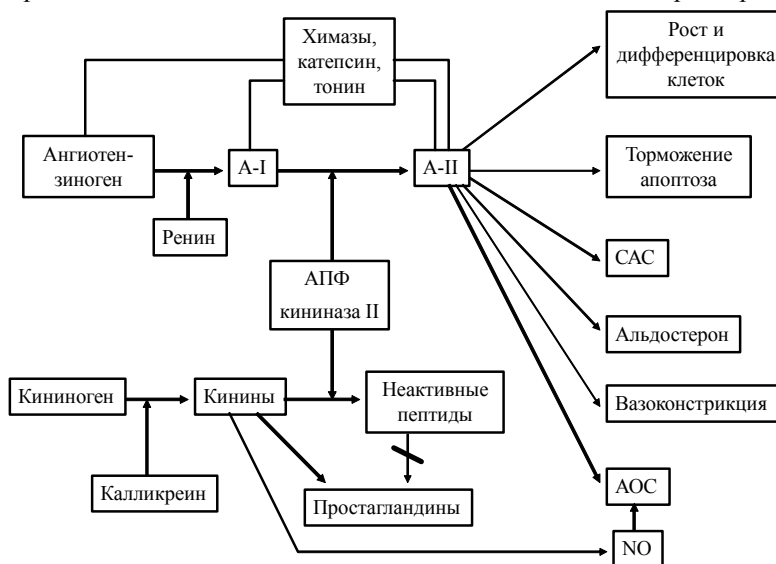 Химазы,
катепсин,
тонин
Рост и
дифференцировка
клеток
Ангиотен-
зиноген
А-I
А-II
Торможение
апоптоза
Ренин
САС
АПФ
кининаза II
Альдостерон
Кининоген
Кинины
Неактивные
пептиды
Вазоконстрикция
Калликреин
Простагландины
АОС
NO